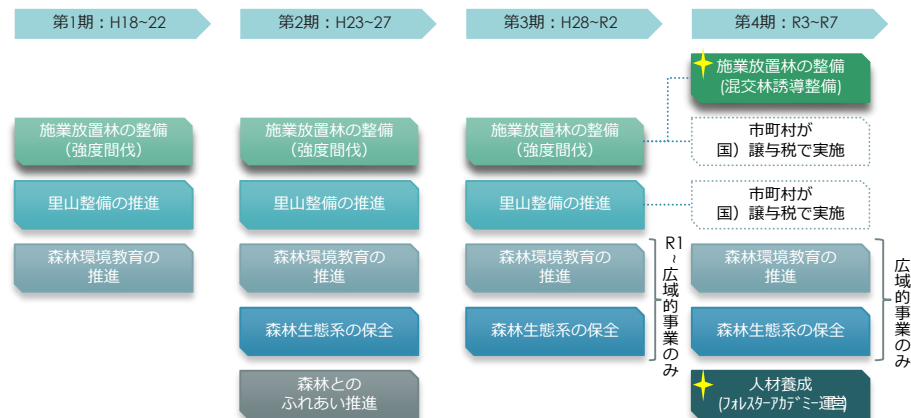 第1期：H18~22
第2期：H23~27
第3期：H28~R2
第4期：R3~R7
施業放置林の整備
(混交林誘導整備)
施業放置林の整備
（強度間伐）
施業放置林の整備
（強度間伐）
施業放置林の整備
（強度間伐）
市町村が
国）譲与税で実施
里山整備の推進
里山整備の推進
里山整備の推進
市町村が
国）譲与税で実施
森林環境教育の
推進
森林環境教育の
推進
森林環境教育の
推進
R1～広域的事業のみ
森林環境教育の
推進
広域的事業のみ
森林生態系の保全
森林生態系の保全
森林生態系の保全
森林との
ふれあい推進
人材養成
(フォレスターアカデミー運営)